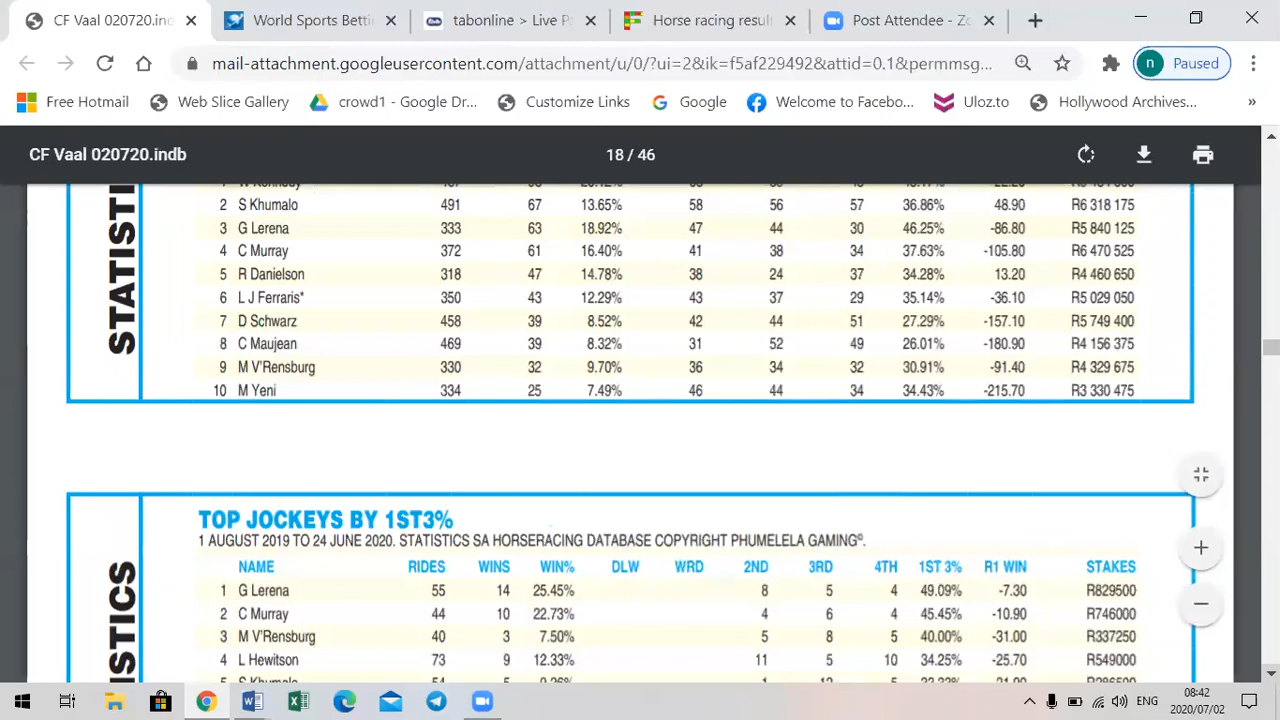 CF Vaal 020720.ind
World Sports Betti
tabonline > Live P
Horse racing resul
Post Attendee - Zo
mail-attachment.googleusercontent.com/attachment/u/0/?ui=2&ik=f5af229492&attid=0.1&permmsg...
n Paused
Free Hotmail
Web Slice Gallery
crowd1 - Google Dr...
Customize Links
Google
Welcome to Facebo...
Uloz.to
Hollywood Archives...
»
CF Vaal 020720.indb
18 / 46
STATIST
2 S Khumalo 491 67 13.65% 58 56 57 36.86% 48.90 R6 318 175
3 G Lerena 333 63 18.92% 47 44 30 46.25% -86.80 R5 840 125
4 C Murray 372 61 16.40% 41 38 34 37.63% -105.80 R6 470 525
5 R Danielson 318 47 14.78% 38 24 37 34.28% 13.20 R4 460 650
6 L J Ferraris* 350 43 12.29% 43 37 29 35.14% -36.10 R5 029 050
7 D Schwarz 458 39 8.52% 42 44 51 27.29% -157.10 R5 749 400
8 C Maujean 469 39 8.32% 31 52 49 26.01% -180.90 R4 156 375
9 M V'Rensburg 330 32 9.70% 36 34 32 30.91% -91.40 R4 329 675
10 M Yeni 334 25 7.49% 46 44 34 34.43% -215.70 R3 330 475
ISTICS
TOP JOCKEYS BY 1ST3%
1 AUGUST 2019 TO 24 JUNE 2020. STATISTICS SA HORSERACING DATABASE COPYRIGHT PHUMELELA GAMING©.
NAME RIDES WINS WIN% DLW WRD 2ND 3RD 4TH 1ST 3% R1 WIN STAKES
1 G Lerena 55 14 25.45% 8 5 4 49.09% -7.30 R829500
2 C Murray 44 10 22.73% 4 6 4 45.45% -10.90 R746000
3 M V'Rensburg 40 3 7.50% 5 8 5 40.00% -31.00 R337250
4 L Hewitson 73 9 12.33% 11 5 10 34.25% -25.70 R549000
ENG
08:42
2020/07/02